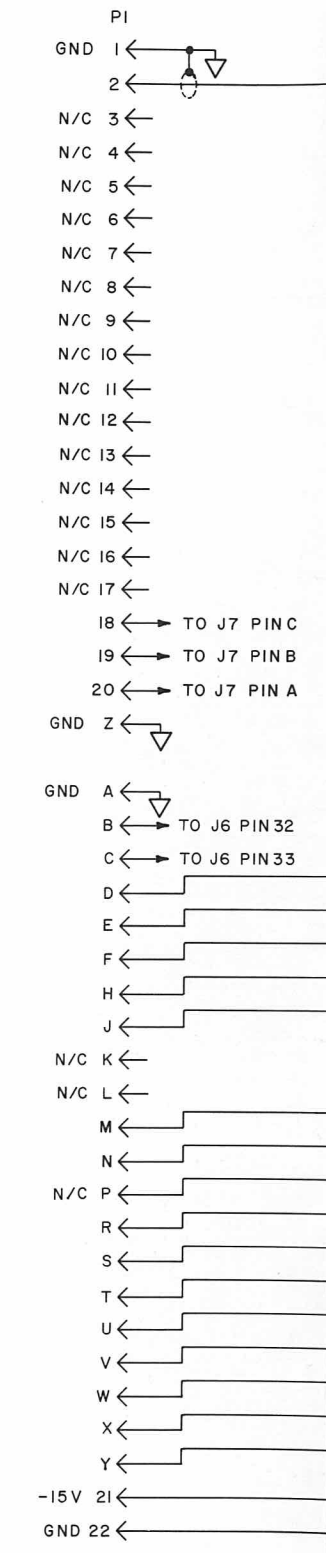 P1
GND 1
2
N/C 3
N/C 4
N/C 5
N/C 6
N/C 7
N/C 8
N/C 9
N/C 10
N/C 11
N/C 12
N/C 13
N/C 14
N/C 15
N/C 16
N/C 17
18 TO J7 PIN C
19 TO J7 PIN B
20 TO J7 PIN A
GND Z
GND A
B TO J6 PIN 32
C TO J6 PIN 33
D
E
F
H
J
N/C K
N/C L
M
N
N/C P
R
S
T
U
V
W
X
Y
-15V 21
GND 22